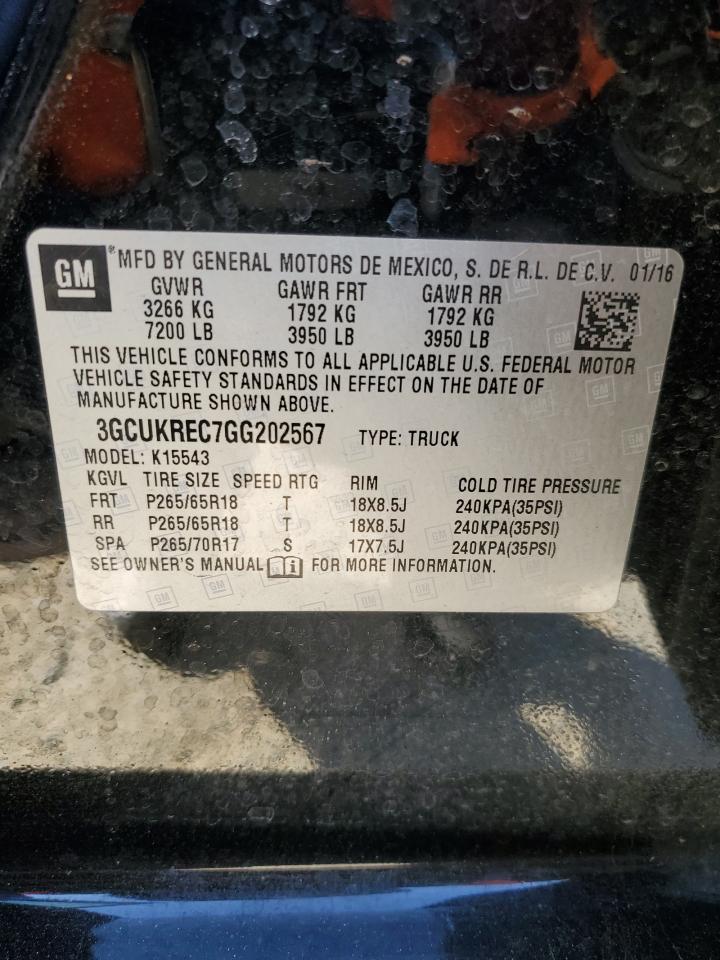 GM
*MFD BY GENERAL MOTORS DE MEXICO, S. DE R.L. DE C.V. 01/16
GVWR GAWR FRT GAWR RR
3266 KG 1792 KG 1792 KG
7200 LB 3950 LB 3950 LB
THIS VEHICLE CONFORMS TO ALL APPLICABLE U.S. FEDERAL MOTOR
VEHICLE SAFETY STANDARDS IN EFFECT ON THE DATE OF
MANUFACTURE SHOWN ABOVE.
3GCUKREC7GG202567 TYPE: TRUCK
MODEL: K15543
KGVL TIRE SIZE SPEED RTG RIM COLD TIRE PRESSURE
FRT P265/65R18 T 18X8.5J 240KPA(35PSI)
RR P265/65R18 T 18X8.5J 240KPA(35PSI)
SPA P265/70R17 S 17X7.5J 240KPA(35PSI)
SEE OWNER'S MANUAL FOR MORE INFORMATION.